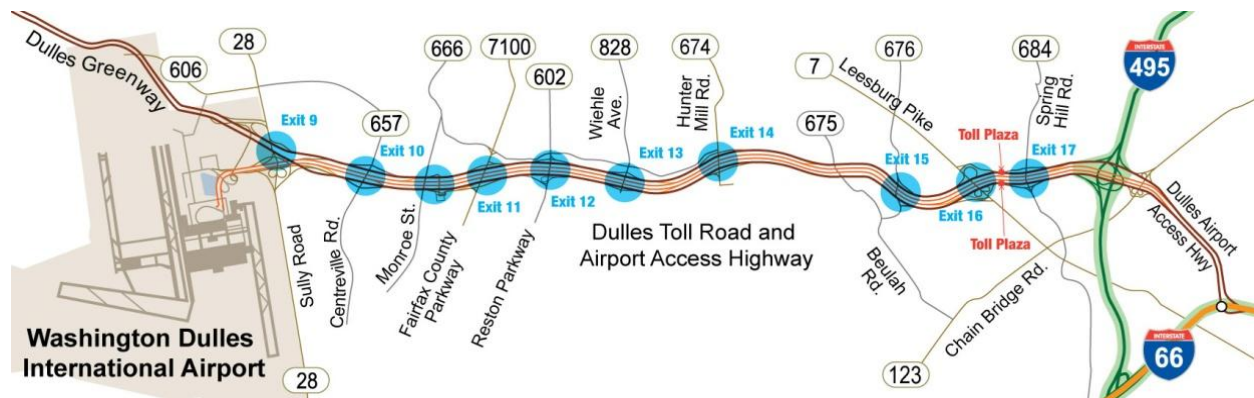 Dulles Greenway
606
28
666
7100
602
828
674
7
Leesburg Pike
676
684
Spring
Hill Rd.
INTERSTATE
495
Exit 9
657
Exit 10
Wiehle
Ave.
Hunter
Mill Rd.
Exit 14
675
Toll Plaza
Exit 17
Exit 13
Exit 15
Exit 11
Exit 12
Exit 16
Toll Plaza
Sully Road
Centreville Rd.
Monroe St.
Fairfax County
Parkway
Reston Parkway
Dulles Toll Road and
Airport Access Highway
Beulah
Rd.
Chain Bridge Rd.
Dulles Airport
Access Hwy
Washington Dulles
International Airport
28
123
INTERSTATE
66